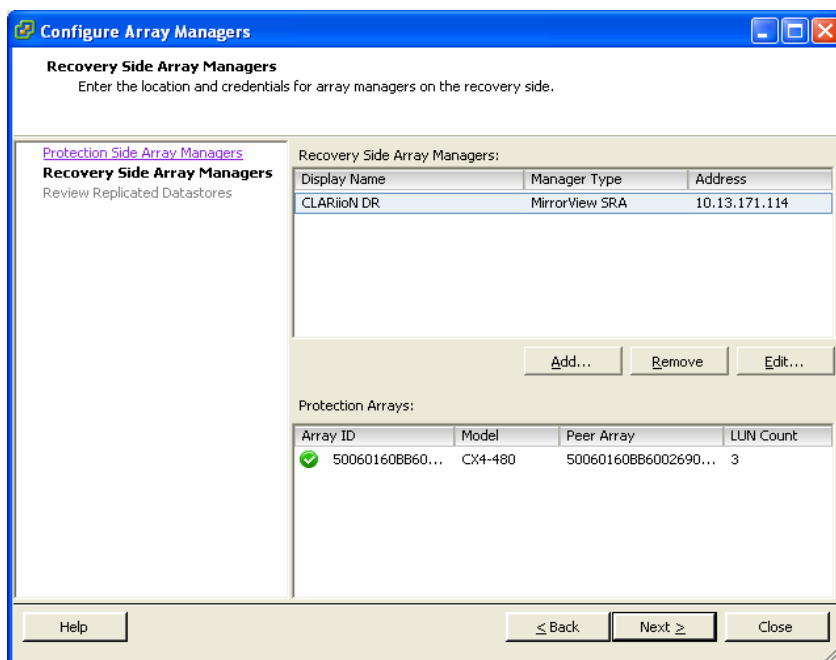 Configure Array Managers
Recovery Side Array Managers
Enter the location and credentials for array managers on the recovery side.
Protection Side Array Managers
Recovery Side Array Managers
Review Replicated Datastores
Recovery Side Array Managers:
Display Name Manager Type Address
CLARiiON DR MirrorView SRA 10.13.171.114
Add... Remove Edit...
Protection Arrays:
Array ID Model Peer Array LUN Count
50060160BB60... CX4-480 50060160BB6002690... 3
Help < Back Next > Close